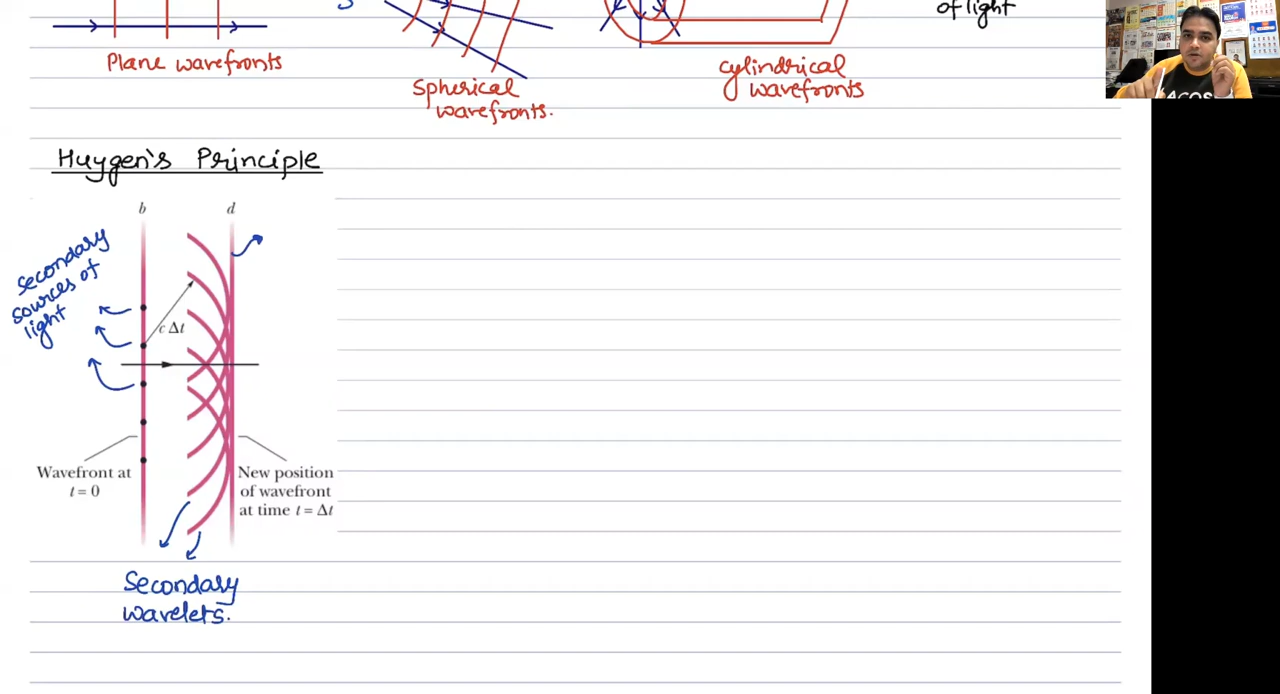 of light
Plane wavefronts
Spherical
wavefronts.
cylindrical
wavefronts
Huygen's Principle
b
d
Secondary
sources of
light
c Δt
Wavefront at
t = 0
New position
of wavefront
at time t = Δt
Secondary
wavelets.